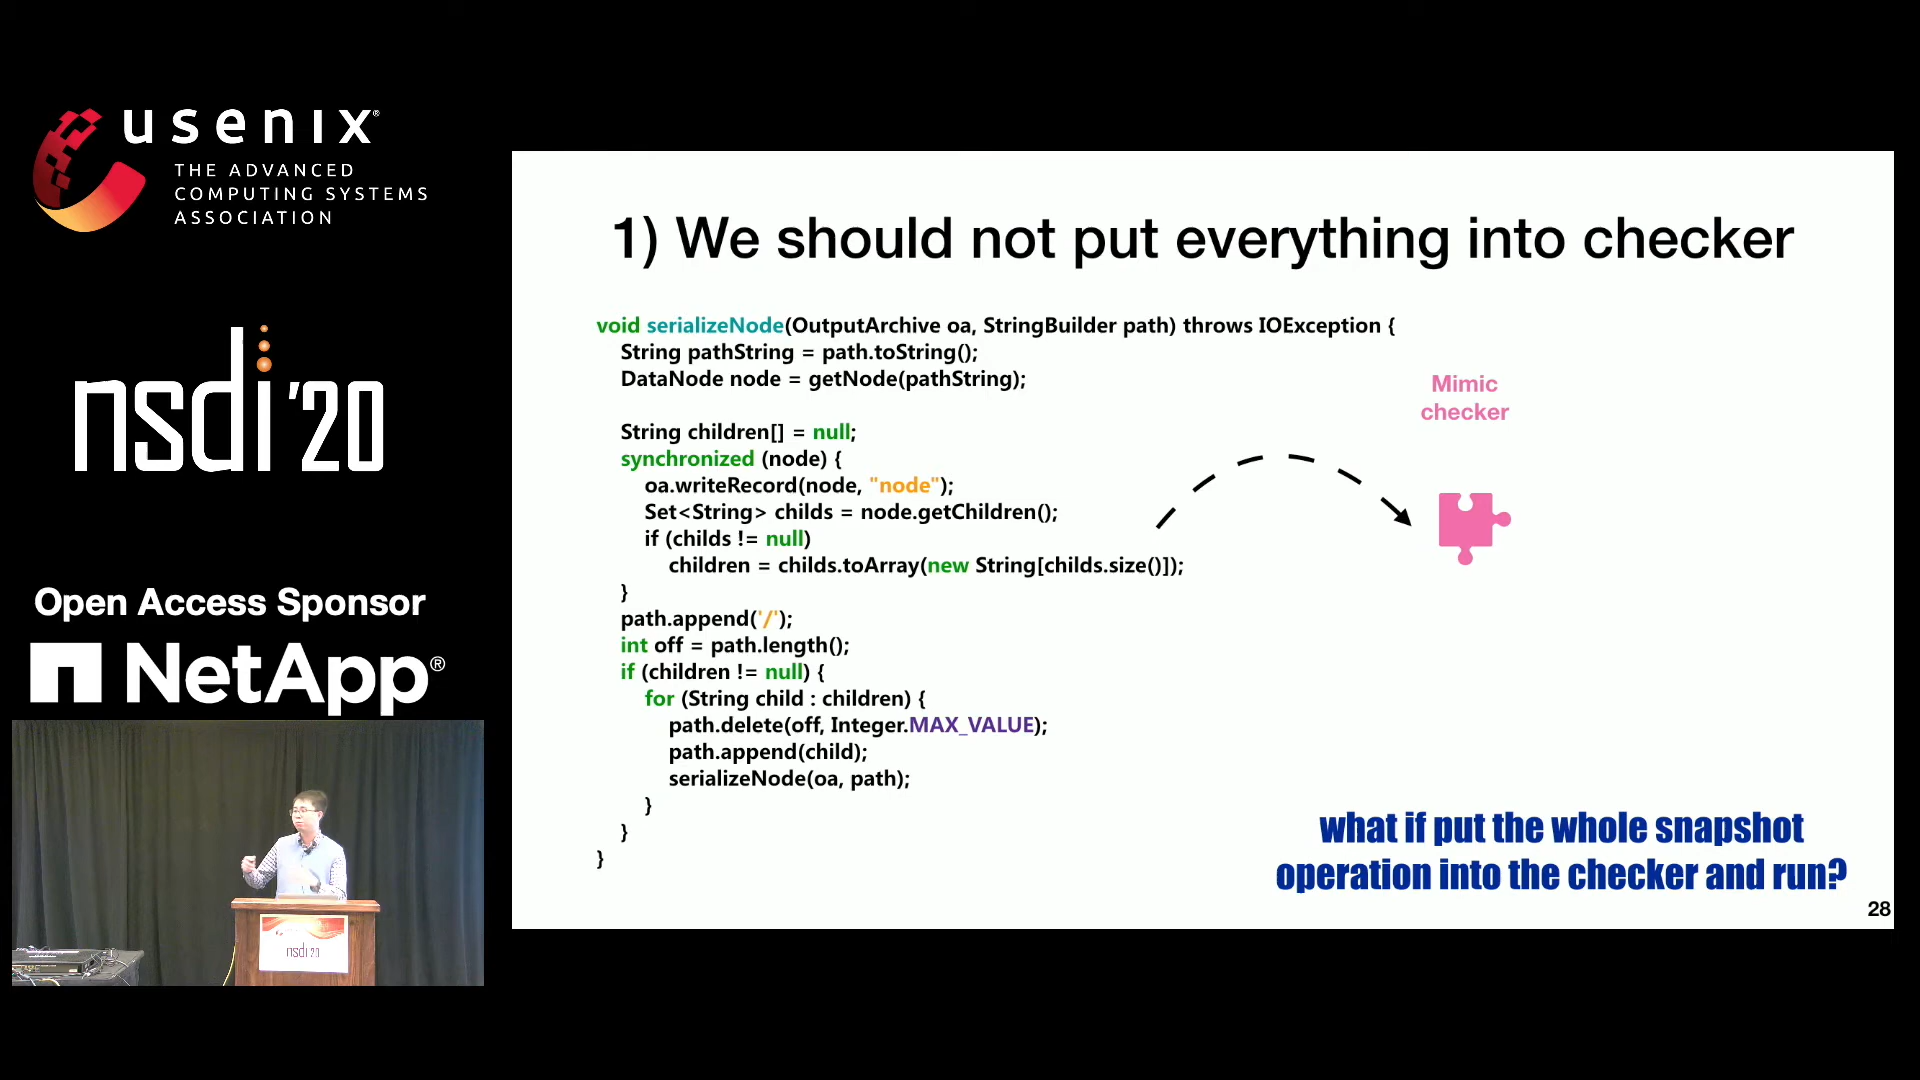 usenix®
THE ADVANCED
COMPUTING SYSTEMS
ASSOCIATION
nsdi '20
Open Access Sponsor
NetApp®
nsdi 20
1) We should not put everything into checker
void serializeNode(OutputArchive oa, StringBuilder path) throws IOException {
String pathString = path.toString();
DataNode node = getNode(pathString);
String children[] = null;
synchronized (node) {
oa.writeRecord(node, "node");
Set<String> childs = node.getChildren();
if (childs != null)
children = childs.toArray(new String[childs.size()]);
}
path.append('/');
int off = path.length();
if (children != null) {
for (String child : children) {
path.delete(off, Integer.MAX_VALUE);
path.append(child);
serializeNode(oa, path);
}
}
}
Mimic
checker
what if put the whole snapshot
operation into the checker and run?
28